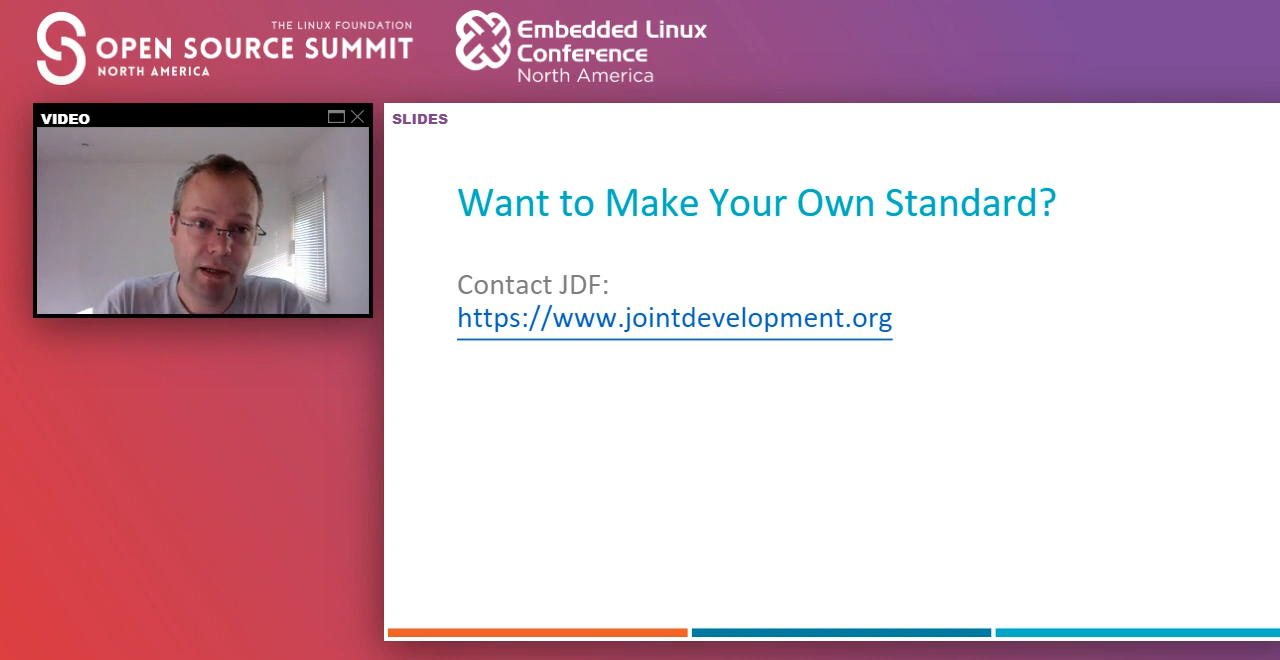 THE LINUX FOUNDATION
OPEN SOURCE SUMMIT
NORTH AMERICA
Embedded Linux
Conference
North America
VIDEO
SLIDES
Want to Make Your Own Standard?
Contact JDF:
https://www.jointdevelopment.org